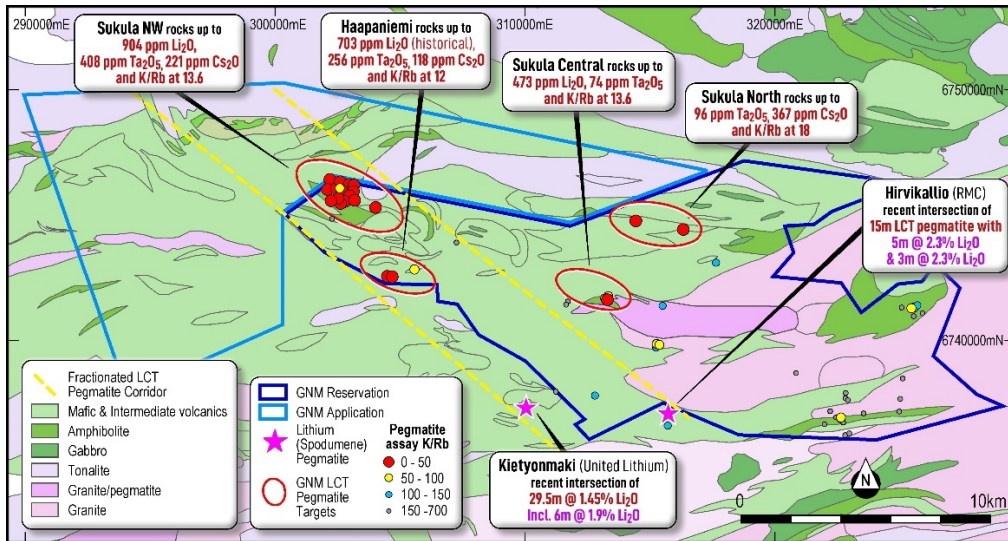 290000mE
300000mE
310000mE
320000mE
6750000mN
6740000mN
Sukula NW rocks up to
904 ppm Li2O,
408 ppm Ta2O5, 221 ppm Cs2O
and K/Rb at 13.6
Haapaniemi rocks up to
703 ppm Li2O (historical),
256 ppm Ta2O5, 118 ppm Cs2O
and K/Rb at 12
Sukula Central rocks up to
473 ppm Li2O, 74 ppm Ta2O5
and K/Rb at 13.6
Sukula North rocks up to
96 ppm Ta2O5, 367 ppm Cs2O
and K/Rb at 18
Hirvikallio (RMC)
recent intersection of
15m LCT pegmatite with
5m @ 2.3% Li2O
& 3m @ 2.3% Li2O
Kietyonmaki (United Lithium)
recent intersection of
29.5m @ 1.45% Li2O
Incl. 6m @ 1.9% Li2O
Fractionated LCT
Pegmatite Corridor
Mafic & Intermediate volcanics
Amphibolite
Gabbro
Tonalite
Granite/pegmatite
Granite
GNM Reservation
GNM Application
Lithium
(Spodumene)
Pegmatite
GNM LCT
Pegmatite
Targets
Pegmatite
assay K/Rb
0 - 50
50 - 100
100 - 150
150-700
N
0
10km